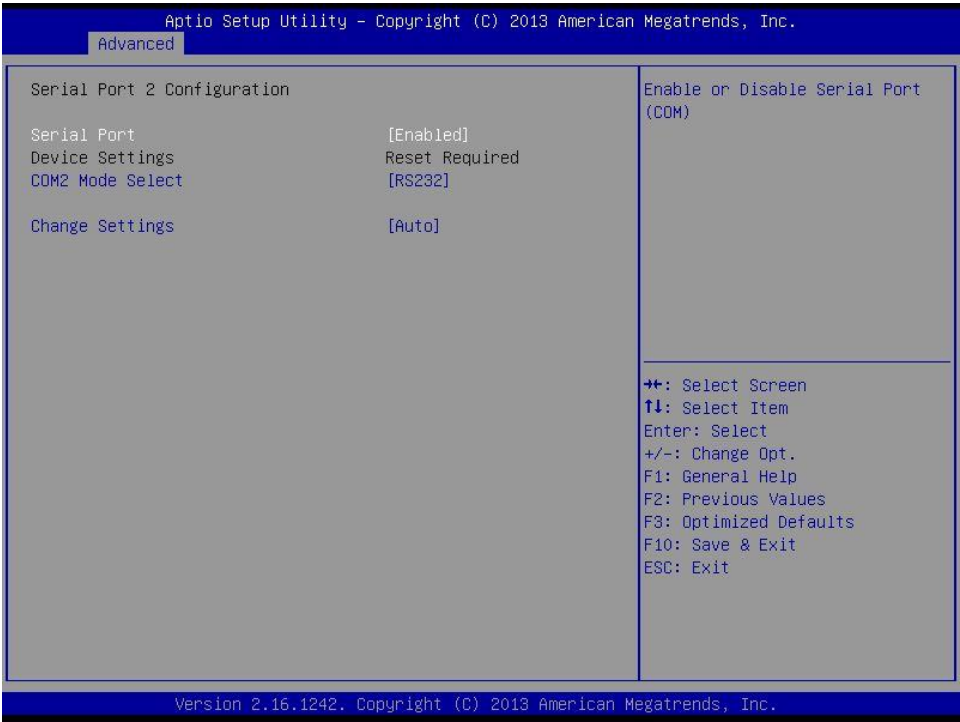 Aptio Setup Utility – Copyright (C) 2013 American Megatrends, Inc.
Advanced
Serial Port 2 Configuration
Serial Port [Enabled]
Device Settings Reset Required
COM2 Mode Select [RS232]
Change Settings [Auto]
Enable or Disable Serial Port
(COM)
→←: Select Screen
↑↓: Select Item
Enter: Select
+/-: Change Opt.
F1: General Help
F2: Previous Values
F3: Optimized Defaults
F10: Save & Exit
ESC: Exit
Version 2.16.1242. Copyright (C) 2013 American Megatrends, Inc.